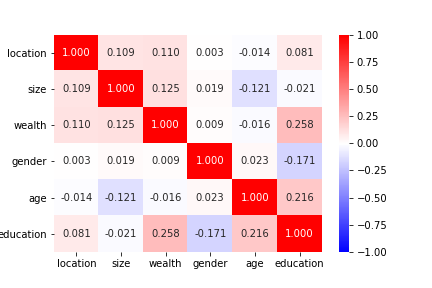 location 1.000 0.109 0.110 0.003 -0.014 0.081
size 0.109 1.000 0.125 0.019 -0.121 -0.021
wealth 0.110 0.125 1.000 0.009 -0.016 0.258
gender 0.003 0.019 0.009 1.000 0.023 -0.171
age -0.014 -0.121 -0.016 0.023 1.000 0.216
education 0.081 -0.021 0.258 -0.171 0.216 1.000
location size wealth gender age education
1.00
0.75
0.50
0.25
0.00
−0.25
−0.50
−0.75
−1.00